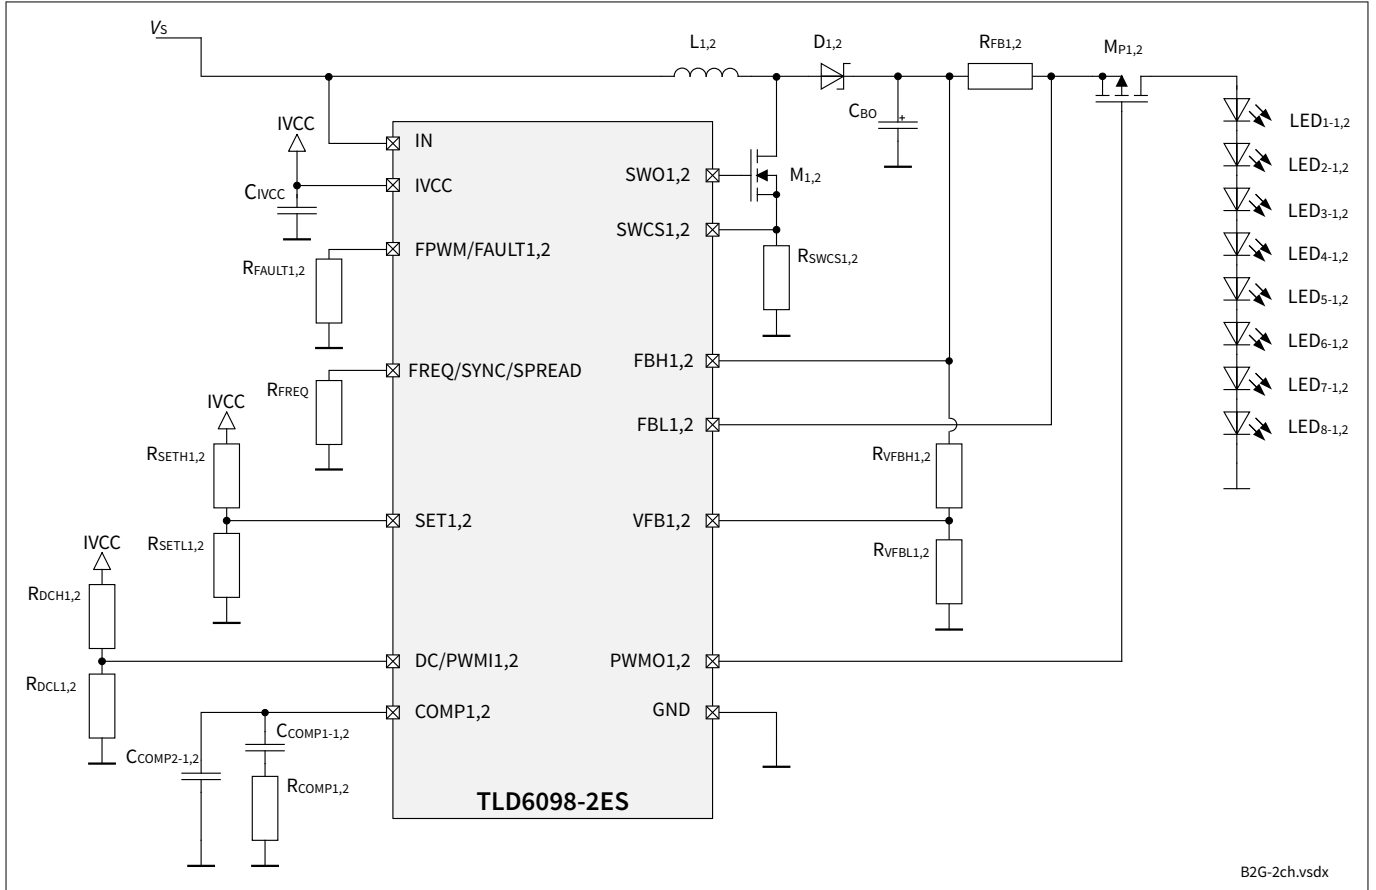 VS
L1,2
D1,2
RFB1,2
MP1,2
CBO
IVCC
IN
CIVCC
IVCC
SWO1,2
M1,2
LED1-1,2
LED2-1,2
LED3-1,2
LED4-1,2
LED5-1,2
LED6-1,2
LED7-1,2
LED8-1,2
SWCS1,2
RSWCS1,2
FPWM/FAULT1,2
RFAULT1,2
FBH1,2
FREQ/SYNC/SPREAD
RFREQ
IVCC
FBL1,2
RSETH1,2
RVFBH1,2
SET1,2
VFB1,2
RSETL1,2
RVFBL1,2
IVCC
RDCH1,2
DC/PWMI1,2
PWMO1,2
RDCL1,2
COMP1,2
GND
CCOMP1-1,2
CCOMP2-1,2
RCOMP1,2
TLD6098-2ES
B2G-2ch.vsdx